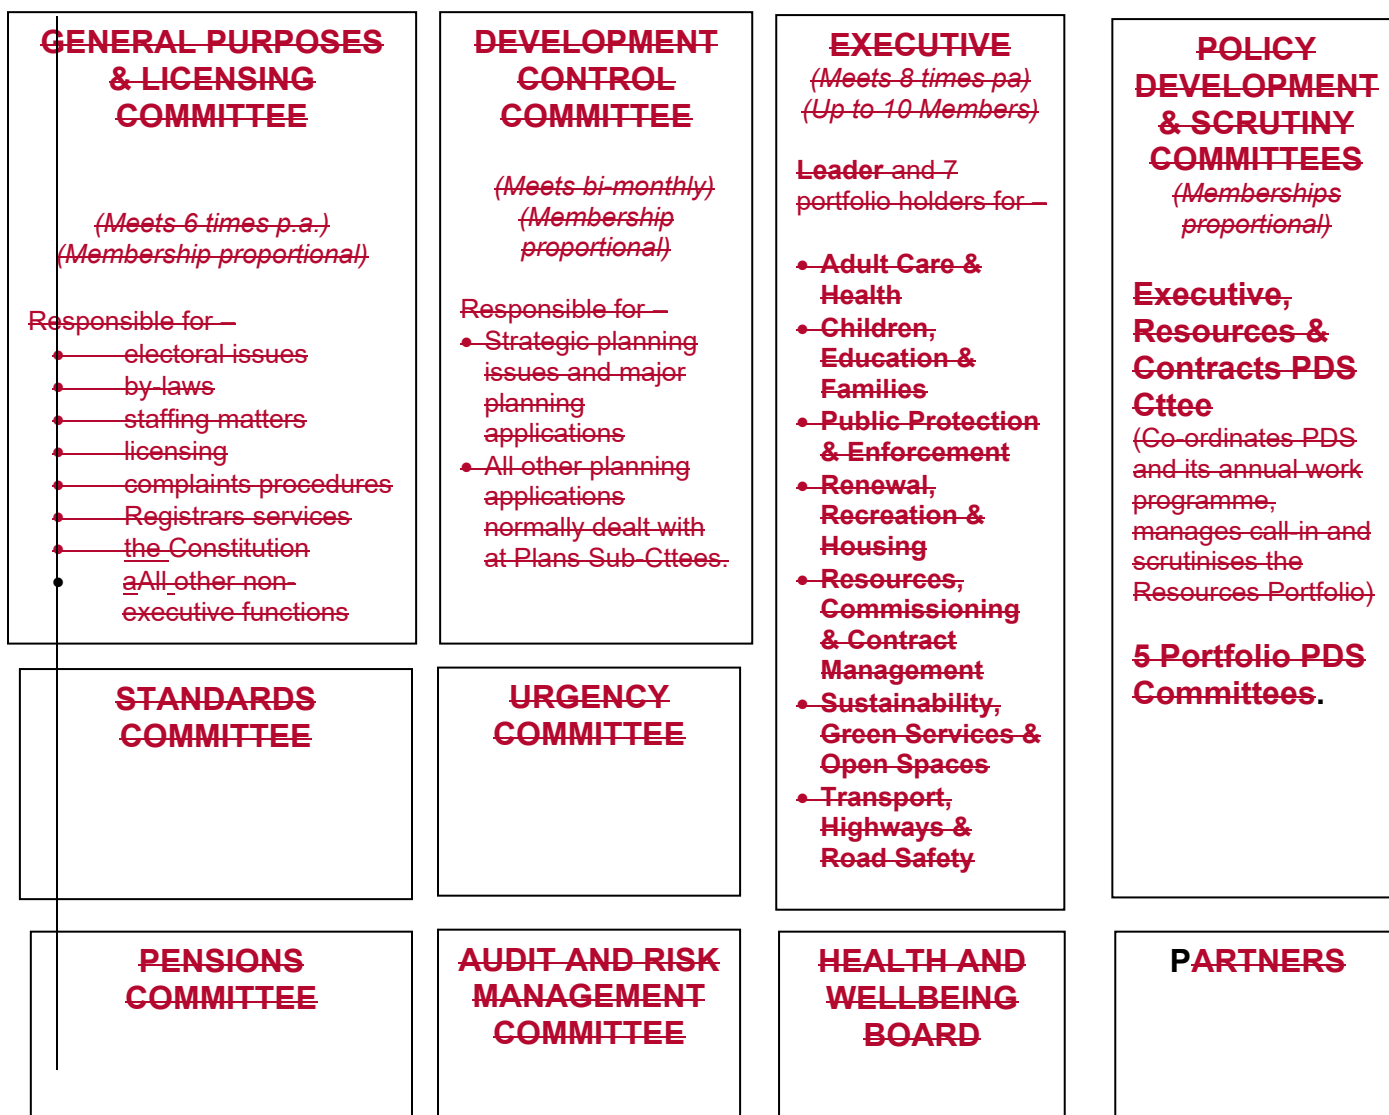 GENERAL PURPOSES
& LICENSING
COMMITTEE
(Meets 6 times p.a.)
(Membership proportional)
Responsible for –
• electoral issues
• by-laws
• staffing matters
• licensing
• complaints procedures
• Registrars services
• the Constitution
• aAll other non-
executive functions
DEVELOPMENT
CONTROL
COMMITTEE
(Meets bi-monthly)
(Membership
proportional)
Responsible for –
• Strategic planning
issues and major
planning
applications
• All other planning
applications
normally dealt with
at Plans Sub-Cttees.
EXECUTIVE
(Meets 8 times pa)
(Up to 10 Members)
Leader and 7
portfolio holders for –
• Adult Care &
Health
• Children,
Education &
Families
• Public Protection
& Enforcement
• Renewal,
Recreation &
Housing
• Resources,
Commissioning
& Contract
Management
• Sustainability,
Green Services &
Open Spaces
• Transport,
Highways &
Road Safety
POLICY
DEVELOPMENT
& SCRUTINY
COMMITTEES
(Memberships
proportional)
Executive,
Resources &
Contracts PDS
Cttee
(Co-ordinates PDS
and its annual work
programme,
manages call-in and
scrutinises the
Resources Portfolio)
5 Portfolio PDS
Committees.
STANDARDS
COMMITTEE
URGENCY
COMMITTEE
PENSIONS
COMMITTEE
AUDIT AND RISK
MANAGEMENT
COMMITTEE
HEALTH AND
WELLBEING
BOARD
PARTNERS